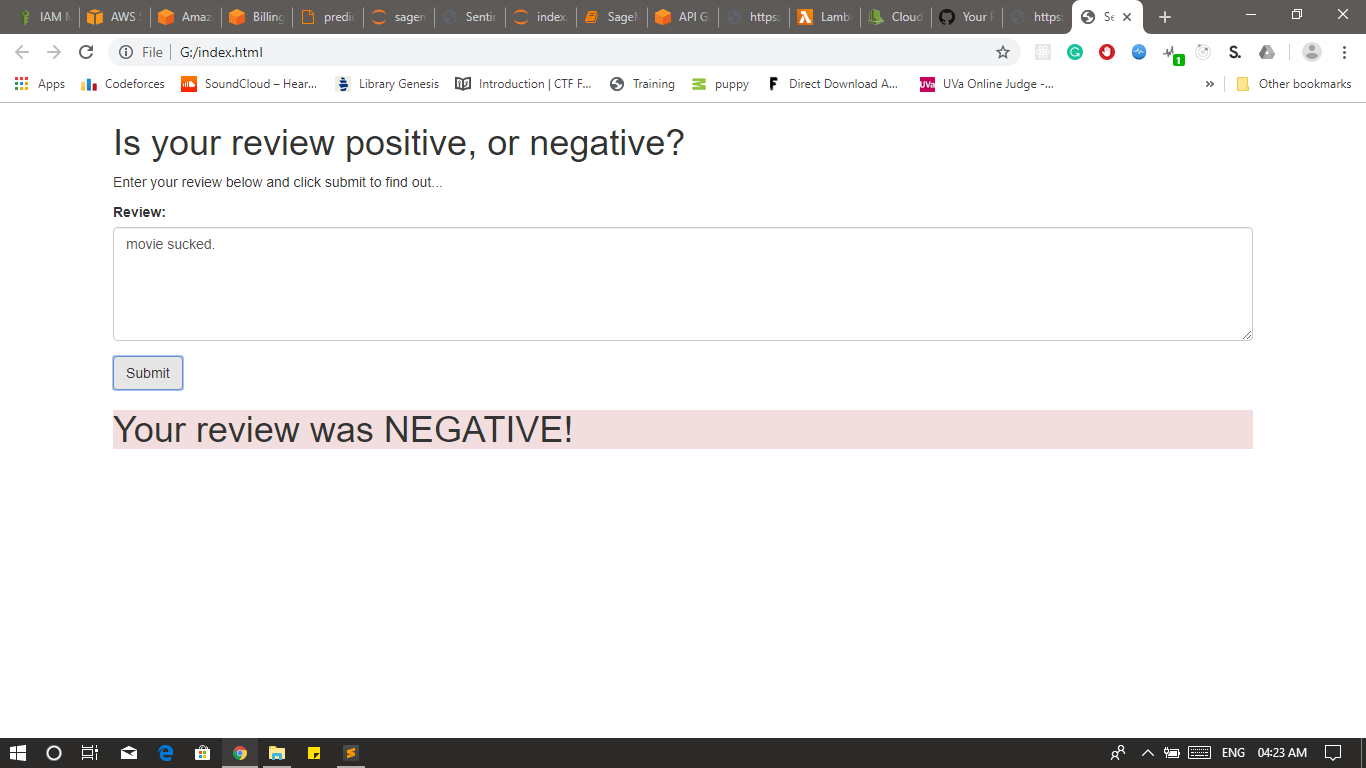 IAM M AWS S Amaz Billing predi sagem Sentin index. SageM API G https: Lamb Cloud Your R https: Se
File G:/index.html
Apps Codeforces SoundCloud – Hear... Library Genesis Introduction | CTF F... Training puppy Direct Download A... UVa Online Judge -... » Other bookmarks
Is your review positive, or negative?
Enter your review below and click submit to find out...
Review:
movie sucked.
Submit
Your review was NEGATIVE!
ENG 04:23 AM